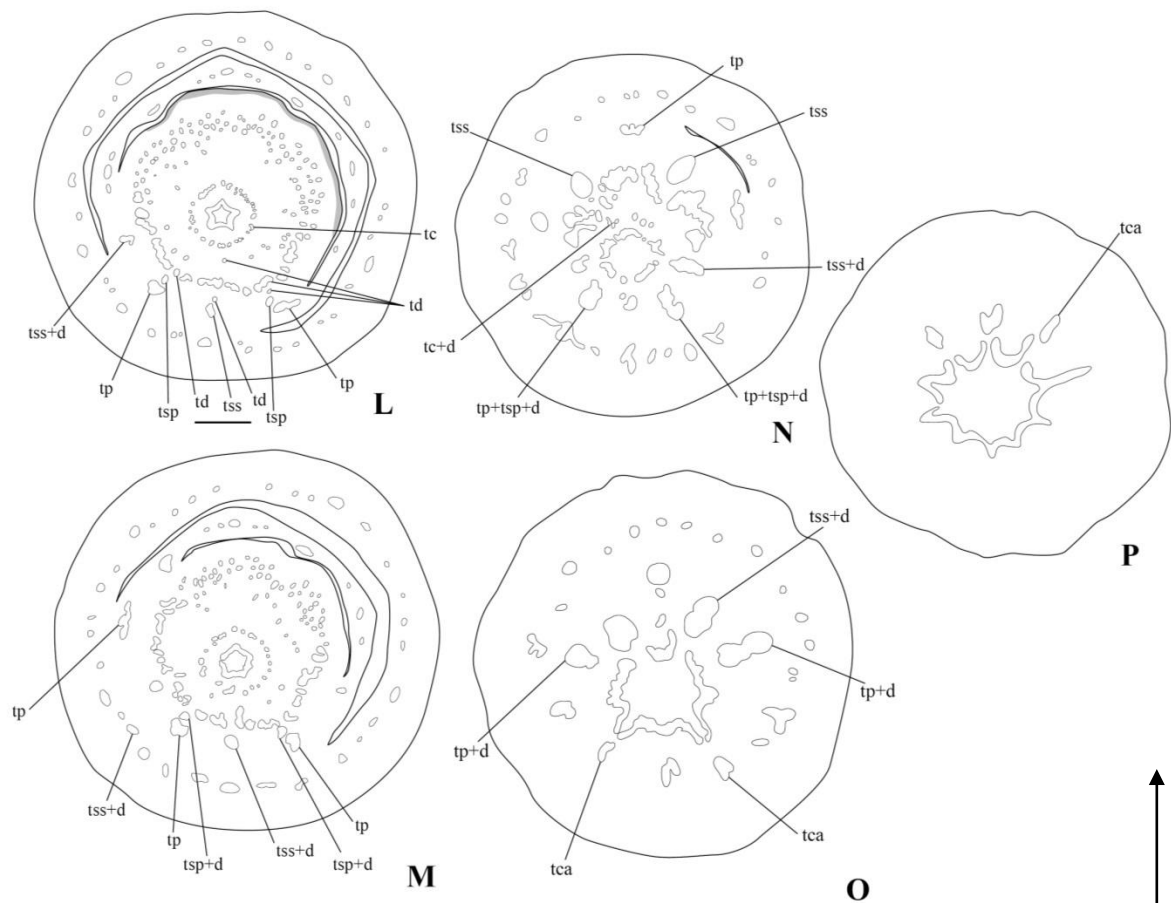 tc
td
tss+d
tp
tsp
td
tss
td
tsp
tp
L
tp
tss
tss
tss+d
tc+d
tp+tsp+d
tp+tsp+d
N
tca
P
tp
tss+d
tp
tsp+d
tss+d
tsp+d
tp
M
tss+d
tp+d
tp+d
tca
tca
O